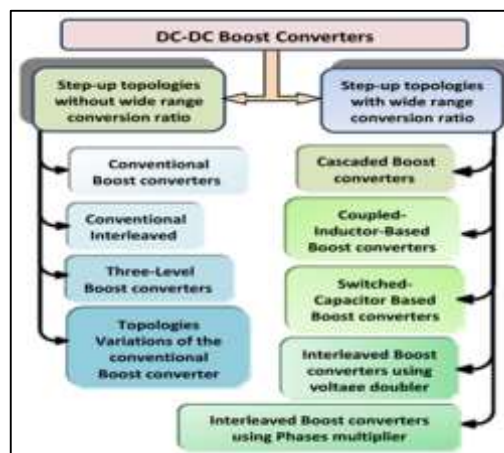 DC-DC Boost Converters
Step-up topologies
without wide range
conversion ratio
Conventional
Boost converters
Conventional
Interleaved
Three-Level
Boost converters
Topologies
Variations of the
conventional
Boost converter
Step-up topologies
with wide range
conversion ratio
Cascaded Boost
converters
Coupled-
Inductor-Based
Boost converters
Switched-
Capacitor Based
Boost converters
Interleaved Boost
converters using
voltaee doubler
Interleaved Boost converters
using Phases multiplier